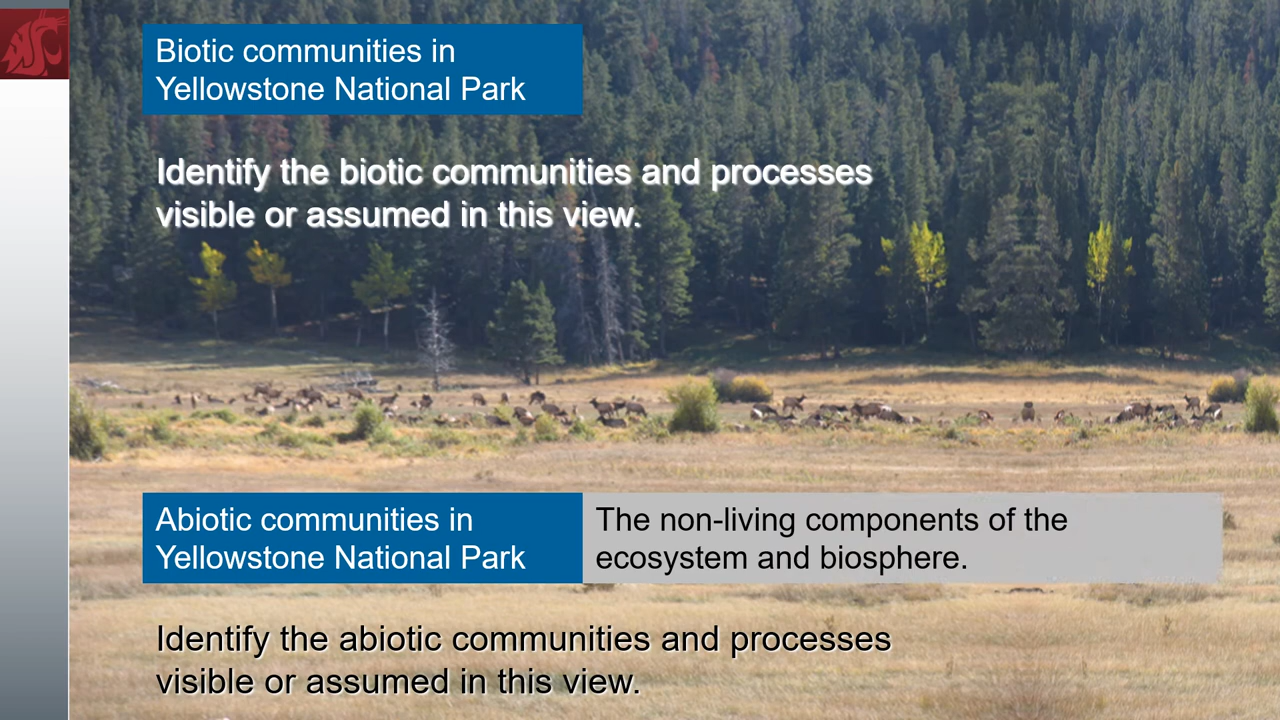 Biotic communities in
Yellowstone National Park
Identify the biotic communities and processes
visible or assumed in this view.
Abiotic communities in
Yellowstone National Park
The non-living components of the
ecosystem and biosphere.
Identify the abiotic communities and processes
visible or assumed in this view.